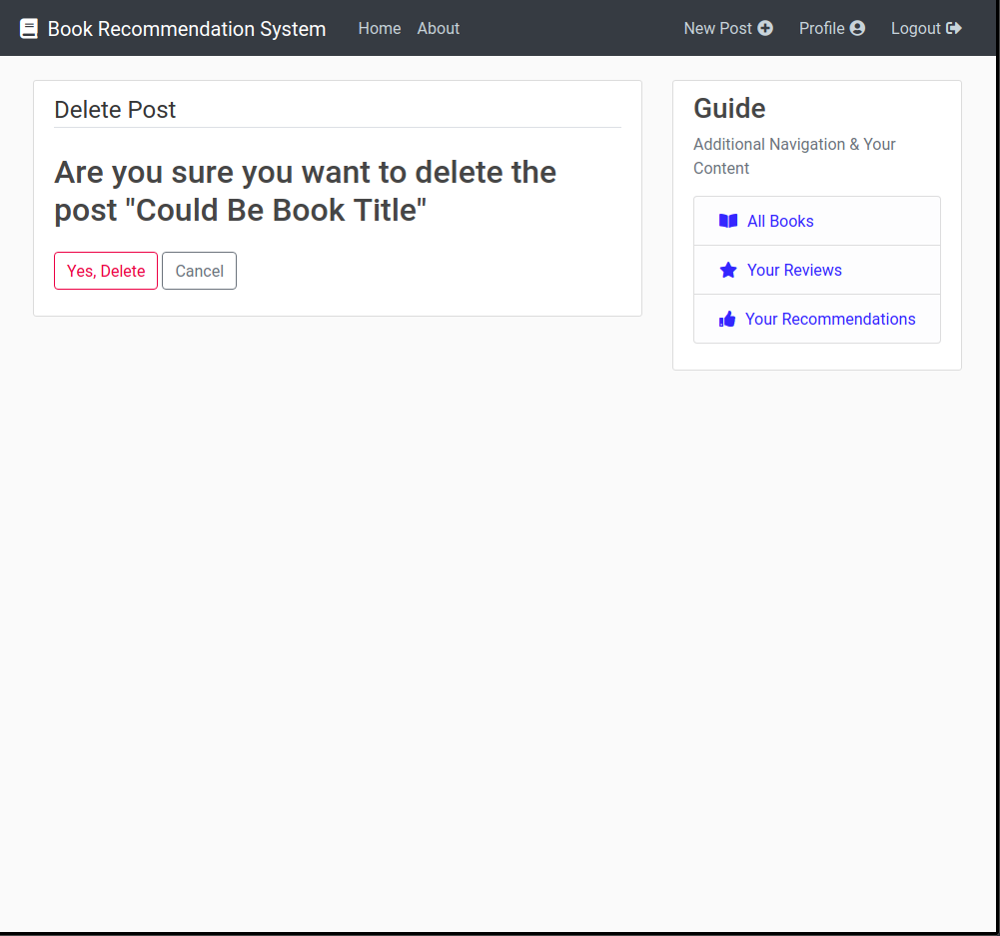 Book Recommendation System Home About New Post Profile Logout
Delete Post
Are you sure you want to delete the
post "Could Be Book Title"
Yes, Delete Cancel
Guide
Additional Navigation & Your
Content
All Books
Your Reviews
Your Recommendations